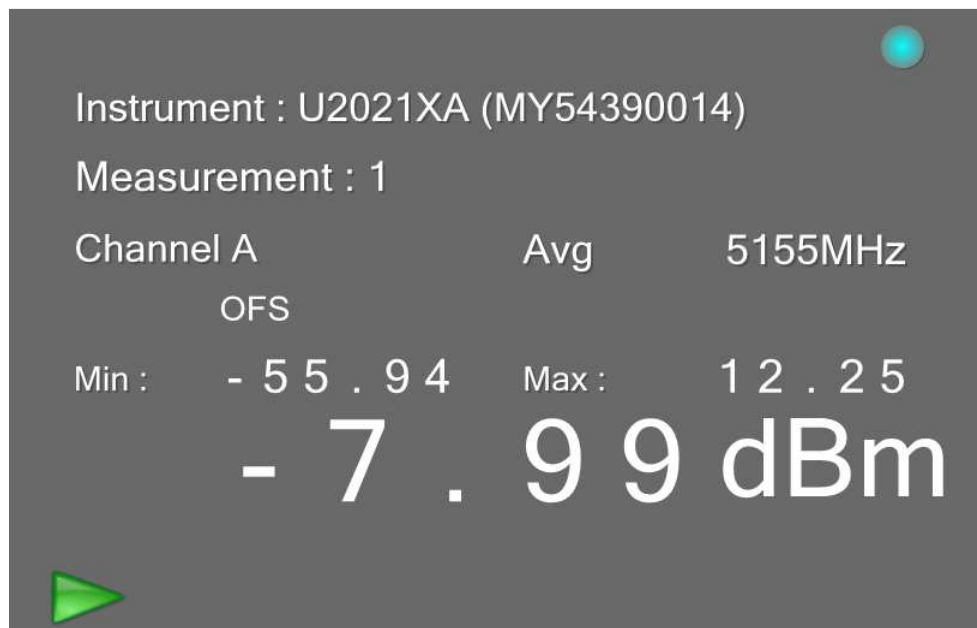 Instrument : U2021XA (MY54390014)
Measurement : 1
Channel A Avg 5155MHz
OFS
Min : -55.94 Max : 12.25
-7.99 dBm